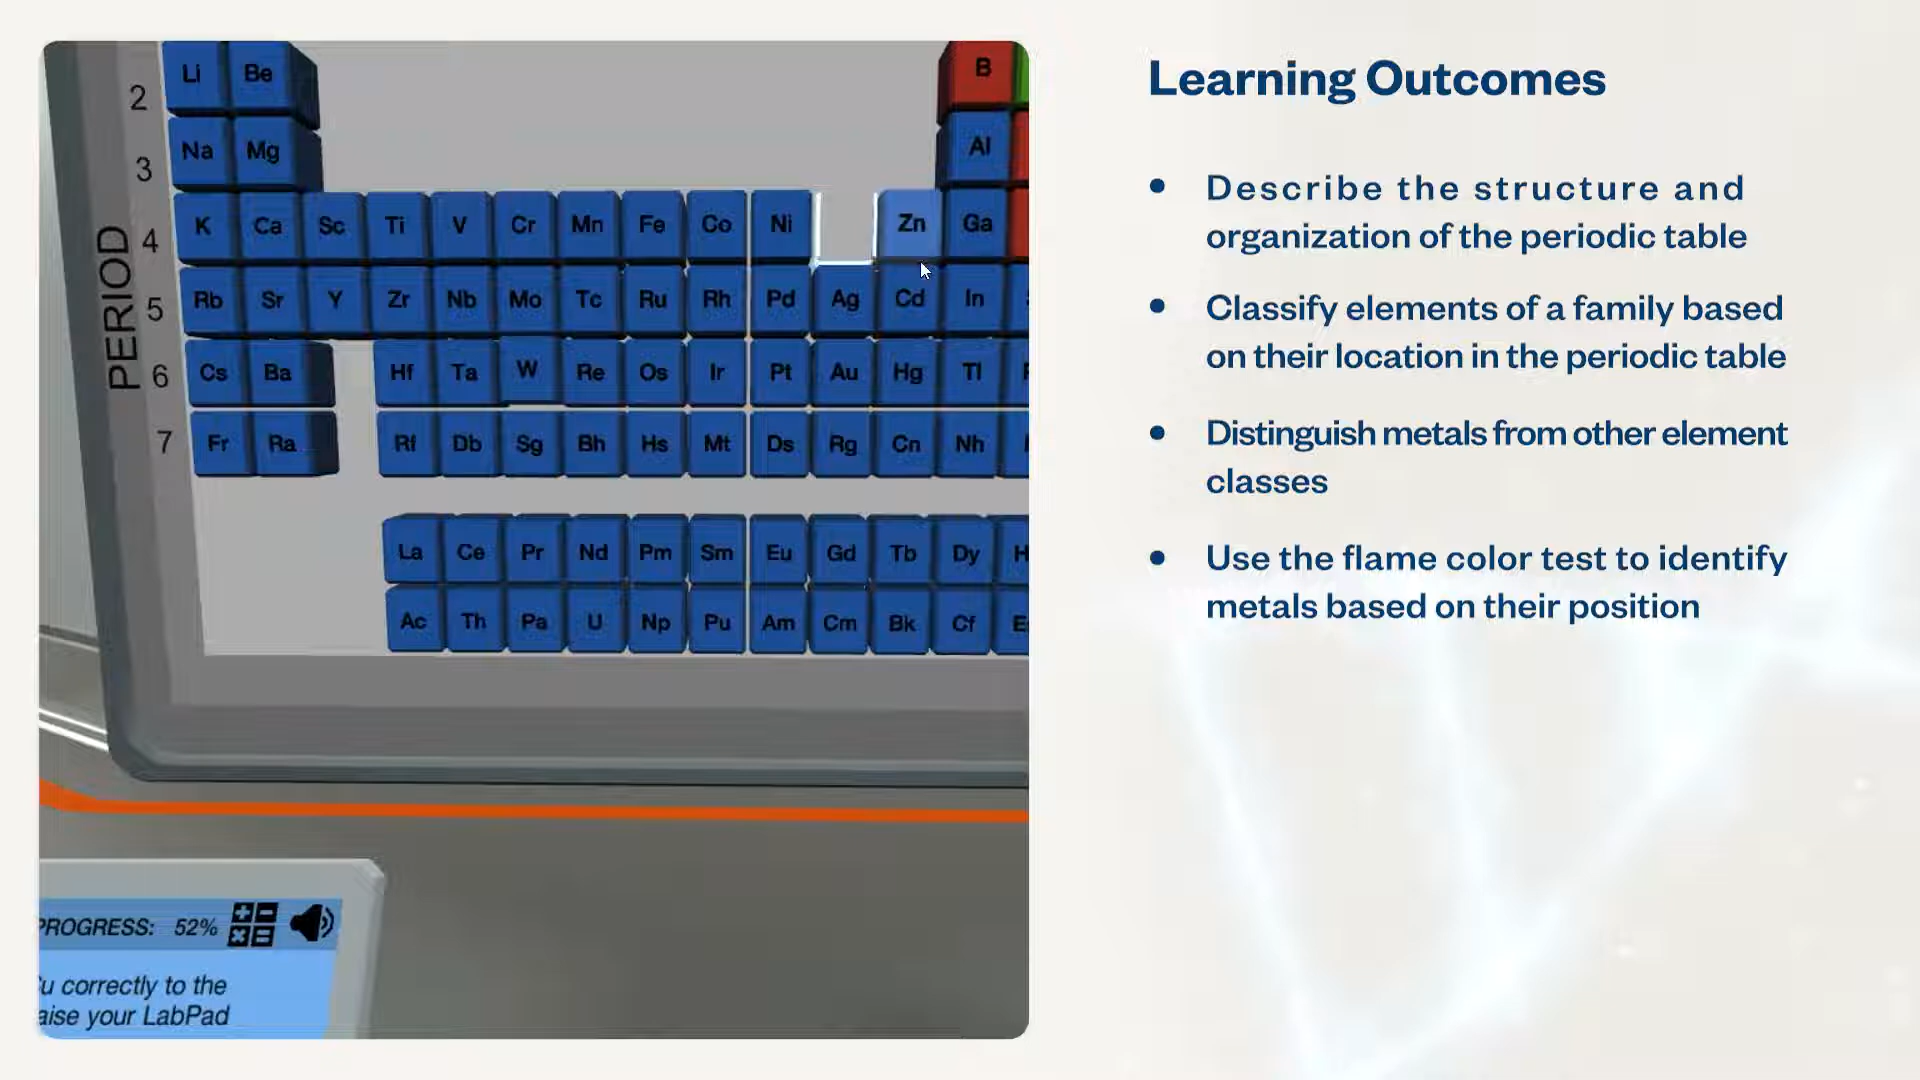 Li Be B
2
Na Mg Al
3
K Ca Sc Ti V Cr Mn Fe Co Ni Zn Ga
4
Rb Sr Y Zr Nb Mo Tc Ru Rh Pd Ag Cd In
5
PERIOD
Cs Ba Hf Ta W Re Os Ir Pt Au Hg Tl
6
Fr Ra Rf Db Sg Bh Hs Mt Ds Rg Cn Nh
7
La Ce Pr Nd Pm Sm Eu Gd Tb Dy H
Ac Th Pa U Np Pu Am Cm Bk Cf E
PROGRESS: 52%
u correctly to the
aise your LabPad
Learning Outcomes
• Describe the structure and
organization of the periodic table
• Classify elements of a family based
on their location in the periodic table
• Distinguish metals from other element
classes
• Use the flame color test to identify
metals based on their position